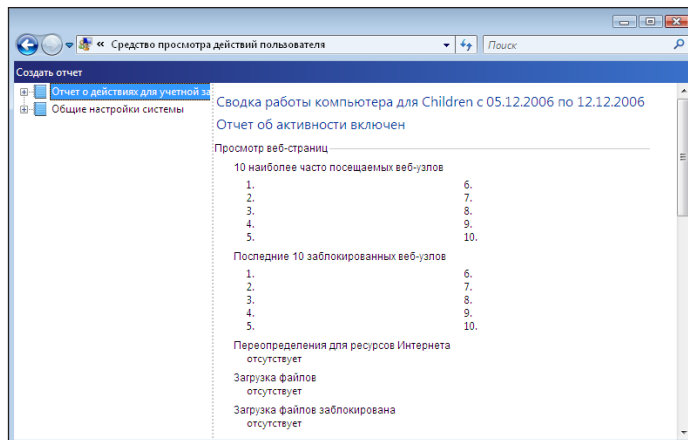 « Средство просмотра действий пользователя
Поиск
Создать отчет
Отчет о действиях для учетной за
Общие настройки системы
Сводка работы компьютера для Children с 05.12.2006 по 12.12.2006
Отчет об активности включен
Просмотр веб-страниц
10 наиболее часто посещаемых веб-узлов
1. 6.
2. 7.
3. 8.
4. 9.
5. 10.
Последние 10 заблокированных веб-узлов
1. 6.
2. 7.
3. 8.
4. 9.
5. 10.
Переопределения для ресурсов Интернета
отсутствует
Загрузка файлов
отсутствует
Загрузка файлов заблокирована
отсутствует